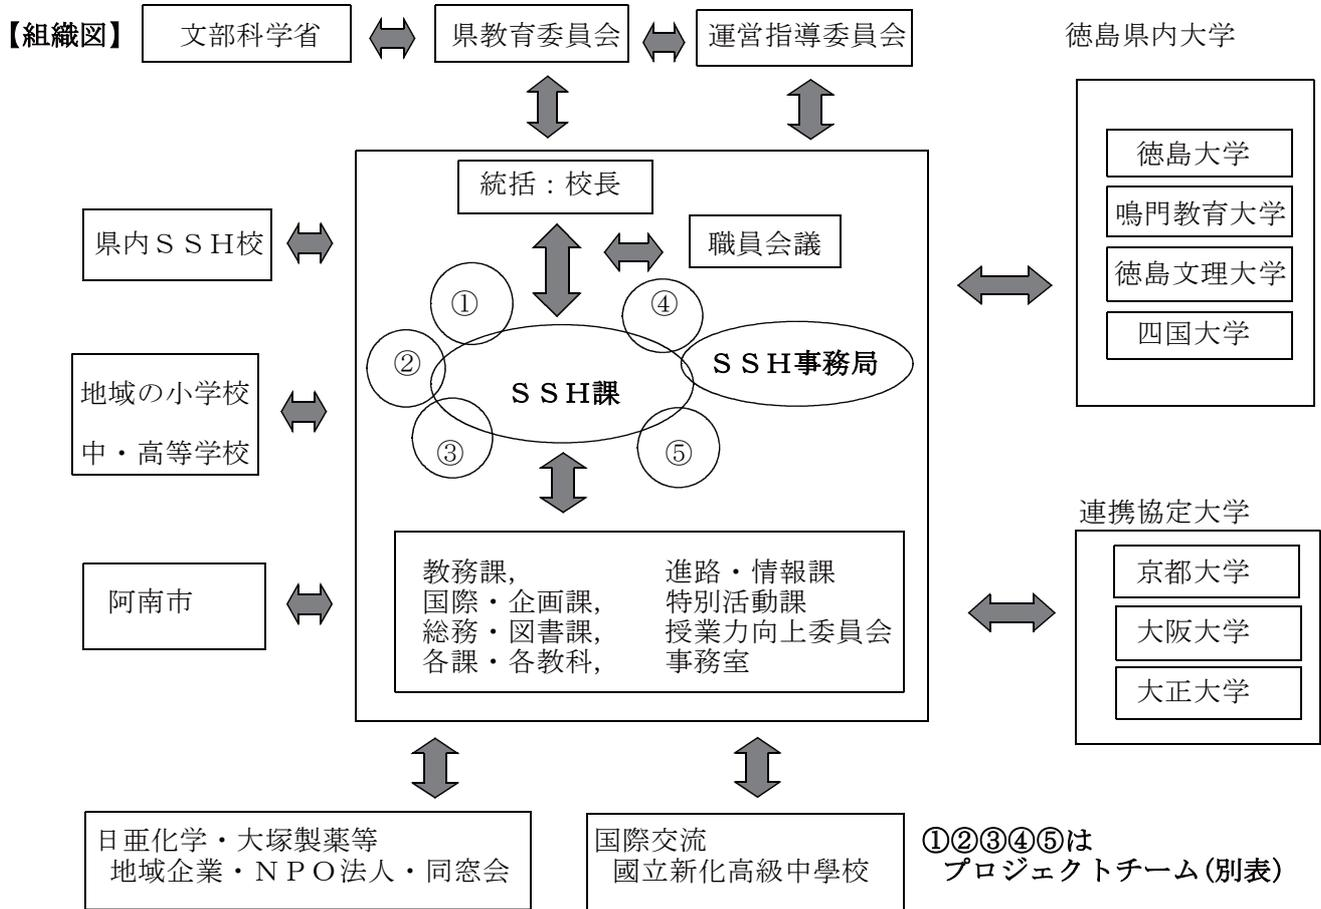 【組織図】
文部科学省
県教育委員会
運営指導委員会
徳島県内大学
徳島大学
鳴門教育大学
徳島文理大学
四国大学
統括：校長
職員会議
県内ＳＳＨ校
①
④
②
ＳＳＨ課
ＳＳＨ事務局
③
⑤
地域の小学校
中・高等学校
教務課,
進路・情報課
国際・企画課,
特別活動課
総務・図書課,
授業力向上委員会
各課・各教科,
事務室
阿南市
連携協定大学
京都大学
大阪大学
大正大学
日亜化学・大塚製薬等
地域企業・ＮＰＯ法人・同窓会
国際交流
國立新化高級中學校
①②③④⑤は
プロジェクトチーム(別表)